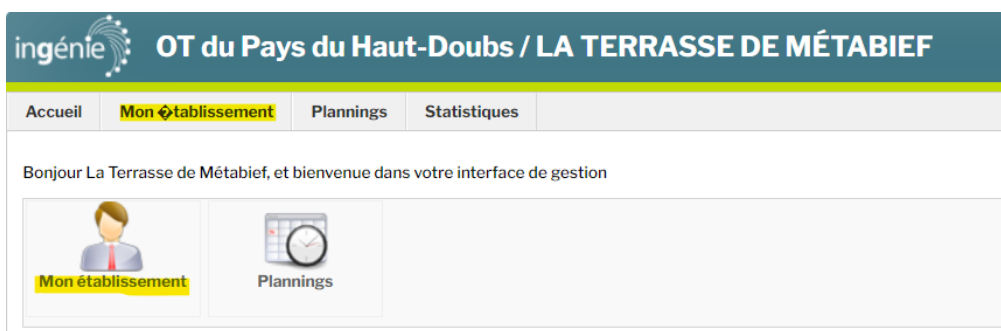 ingénie OT du Pays du Haut-Doubs / LA TERRASSE DE MÉTABIEF
Accueil Mon �tablissement Plannings Statistiques
Bonjour La Terrasse de Métabief, et bienvenue dans votre interface de gestion
Mon établissement Plannings